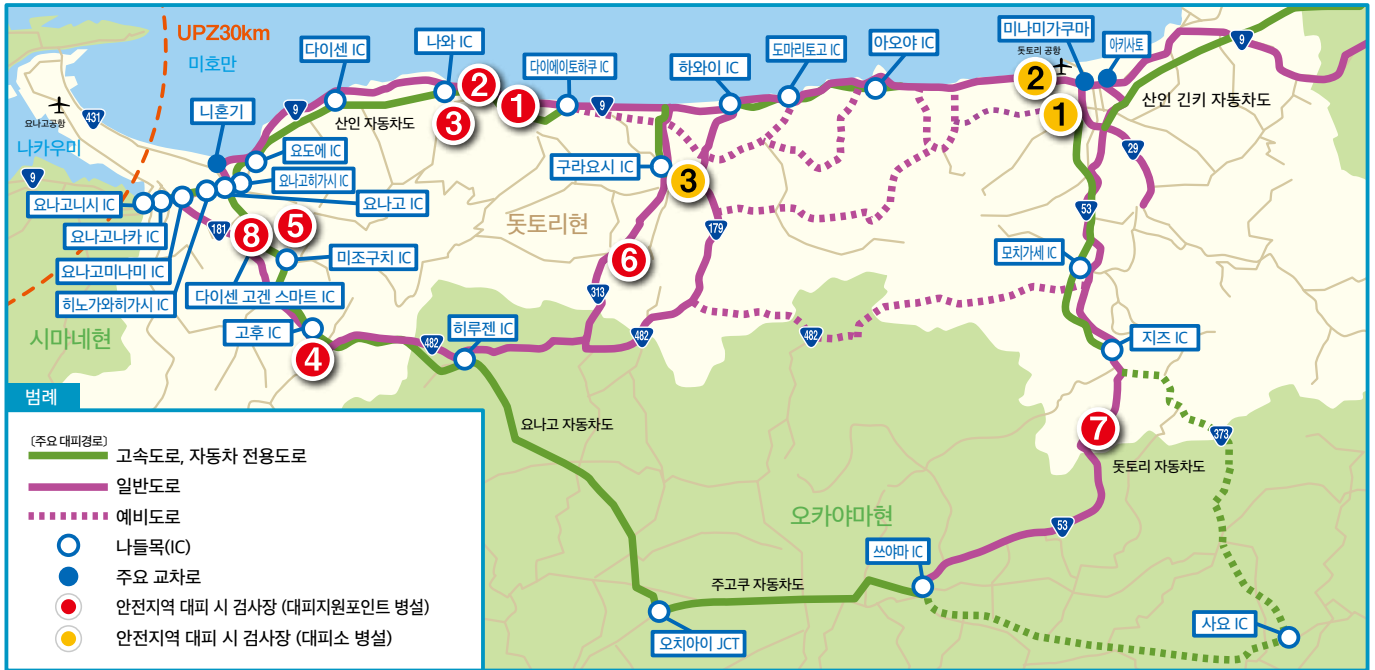 UPZ30km
미호만
다이센 IC
나와 IC
2
1
3
다이에이토하쿠 IC
9
하와이 IC
도마리토고 IC
아오야 IC
돗토리 공항
미나미가쿠마
아키사토
9
2
1
산인 긴키 자동차도
요나고공항
431
나카우미
9
니혼기
9
산인 자동차도
요도에 IC
요나고히가시 IC
요나고 IC
요나고니시 IC
요나고나카 IC
요나고미나미 IC
히노가와히가시 IC
181
8
5
미조구치 IC
다이센 고겐 스마트 IC
구라요시 IC
3
돗토리현
179
6
313
29
53
모치가세 IC
시마네현
고후 IC
4
482
히루젠 IC
482
482
지즈 IC
7
373
돗토리 자동차도
요나고 자동차도
오카야마현
53
쓰야마 IC
주고쿠 자동차도
오치아이 JCT
사요 IC
범례
〔주요 대피경로〕
고속도로, 자동차 전용도로
일반도로
예비도로
나들목(IC)
주요 교차로
안전지역 대피 시 검사장 (대피지원포인트 병설)
안전지역 대피 시 검사장 (대피소 병설)